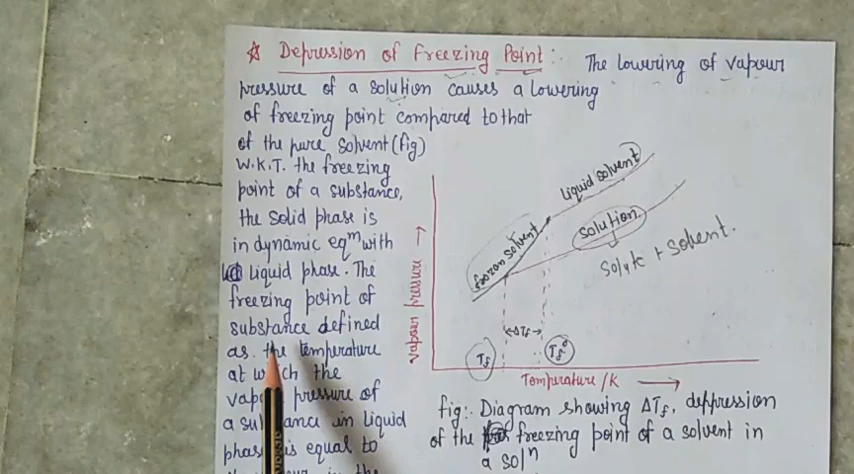 ☆ Depression of Freezing Point: The lowering of vapour
pressure of a solution causes a lowering
of freezing point compared to that
of the pure solvent (fig)
W.K.T. the freezing
point of a substance,
the solid phase is
in dynamic eqm with
Liquid phase. The
freezing point of
substance defined
as the temperature
at which the
pressure of
a in liquid
is equal to
in the
Liquid solvent
frozen solvent
solution
Solute + Solvent.
Vapour pressure →
←ΔTf→
Tf
Tf°
Temperature/K →
fig:- Diagram showing ΔTf, deppression
of the freezing point of a solvent in
a soln